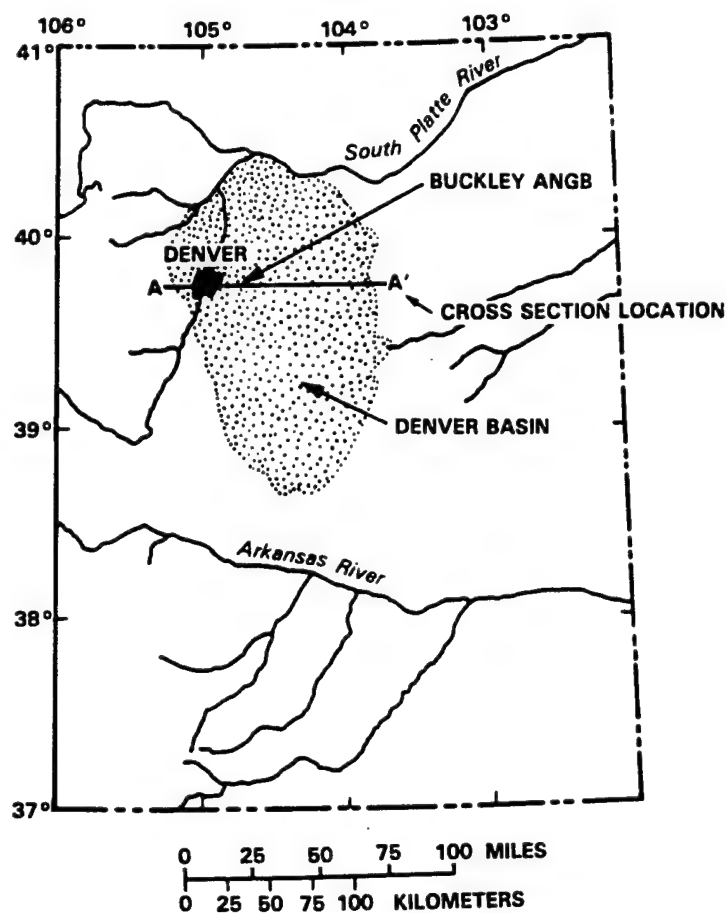 106° 105° 104° 103°
41°
South Platte River
BUCKLEY ANGB
40°
DENVER
A A'
CROSS SECTION LOCATION
39°
DENVER BASIN
Arkansas River
38°
37°
0 25 50 75 100 MILES
0 25 50 75 100 KILOMETERS